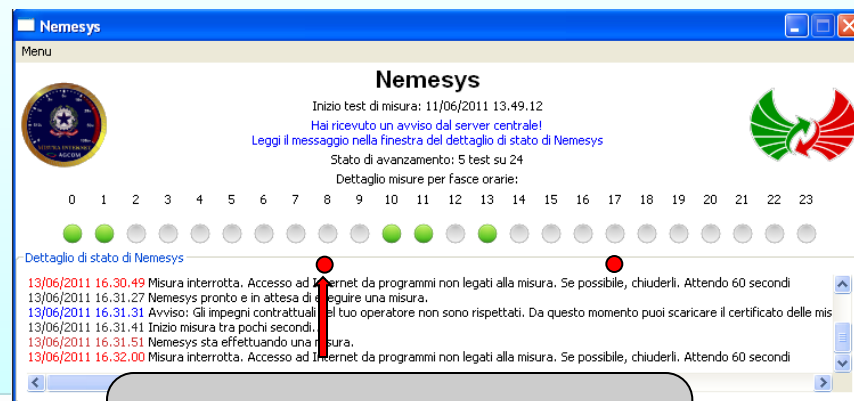 Nemesys
Menu
Nemesys
Inizio test di misura: 11/06/2011 13.49.12
Hai ricevuto un avviso dal server centrale!
Leggi il messaggio nella finestra del dettaglio di stato di Nemesys
Stato di avanzamento: 5 test su 24
Dettaglio misure per fasce orarie:
0 1 2 3 4 5 6 7 8 9 10 11 12 13 14 15 16 17 18 19 20 21 22 23
Dettaglio di stato di Nemesys
13/06/2011 16.30.49 Misura interrotta. Accesso ad Internet da programmi non legati alla misura. Se possibile, chiuderli. Attendo 60 secondi
13/06/2011 16.31.27 Nemesys pronto e in attesa di eseguire una misura.
13/06/2011 16.31.31 Avviso: Gli impegni contrattuali del tuo operatore non sono rispettati. Da questo momento puoi scaricare il certificato delle mis
13/06/2011 16.31.41 Inizio misura tra pochi secondi...
13/06/2011 16.31.51 Nemesys sta effettuando una misura.
13/06/2011 16.32.00 Misura interrotta. Accesso ad Internet da programmi non legati alla misura. Se possibile, chiuderli. Attendo 60 secondi